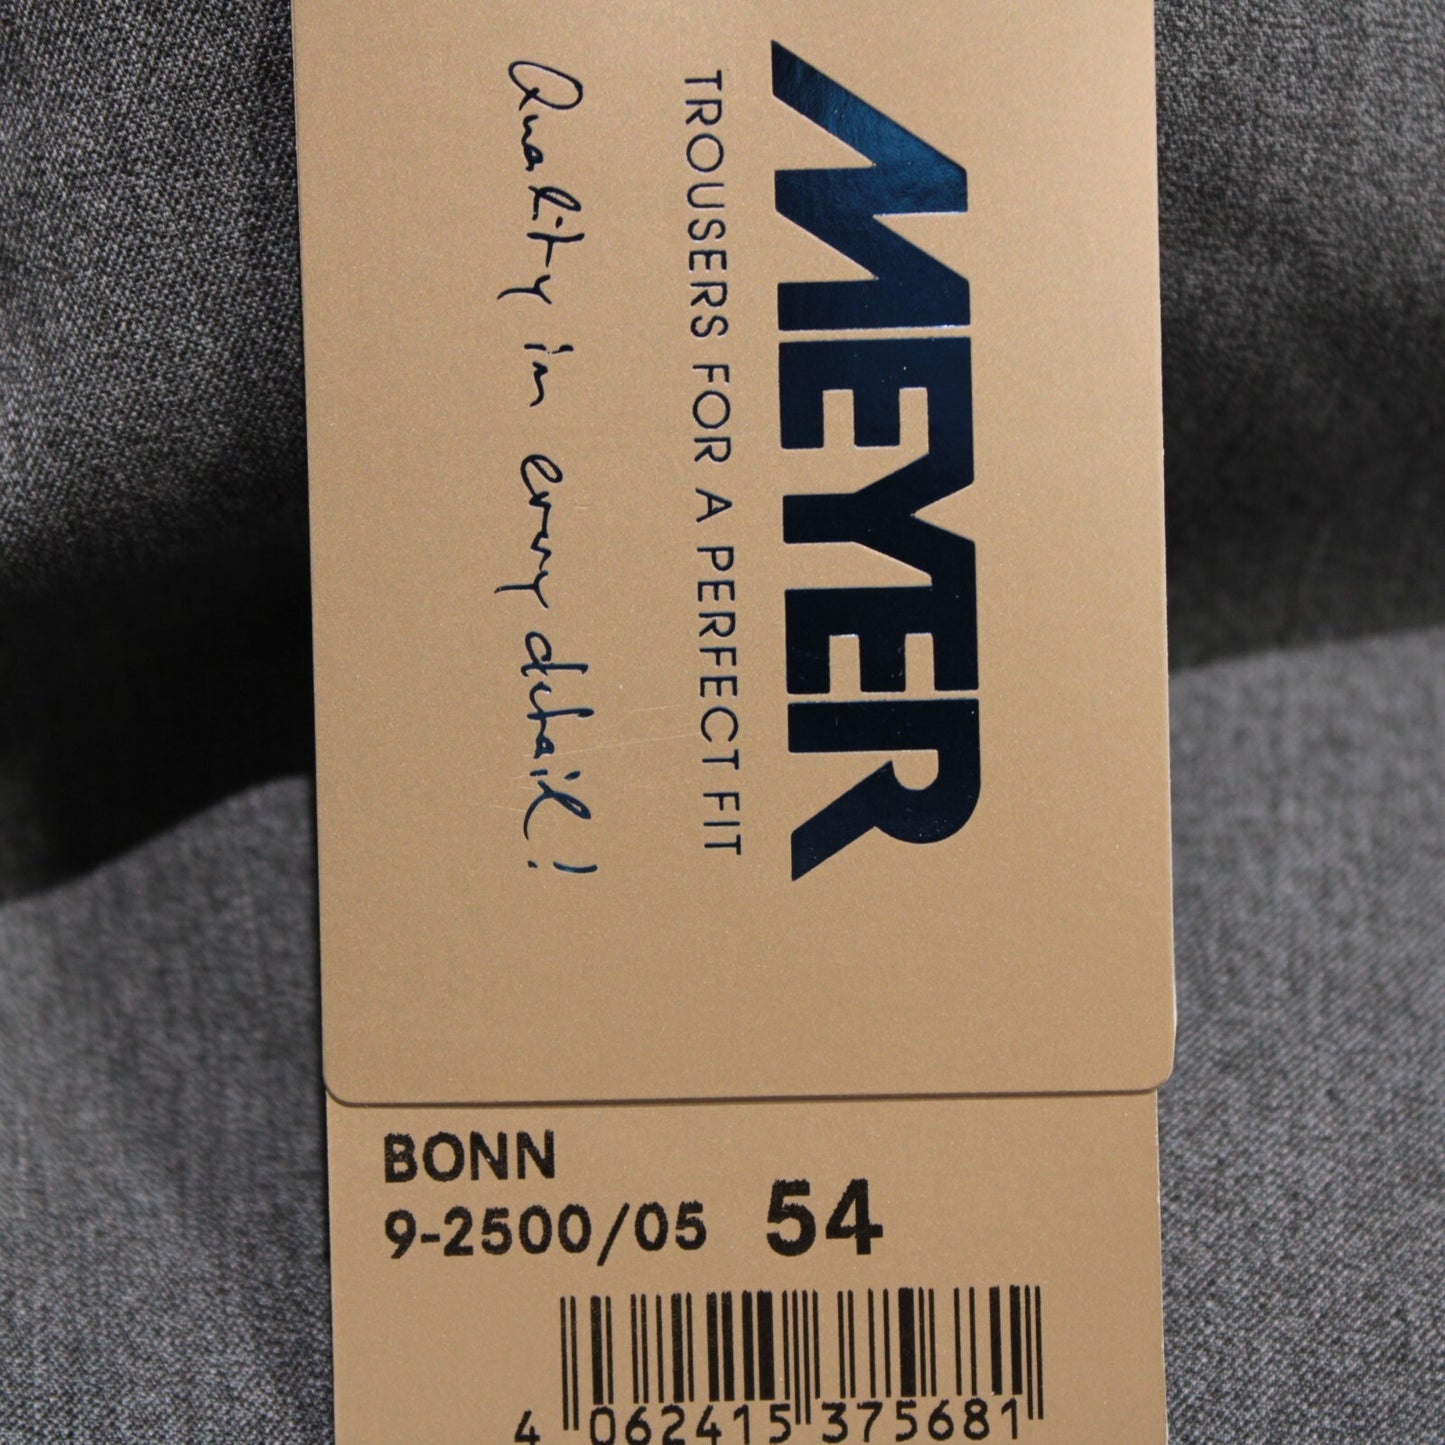 MEYER
TROUSERS FOR A PERFECT FIT
Quality in every detail!
BONN
9-2500/05 54
4 062415 375681